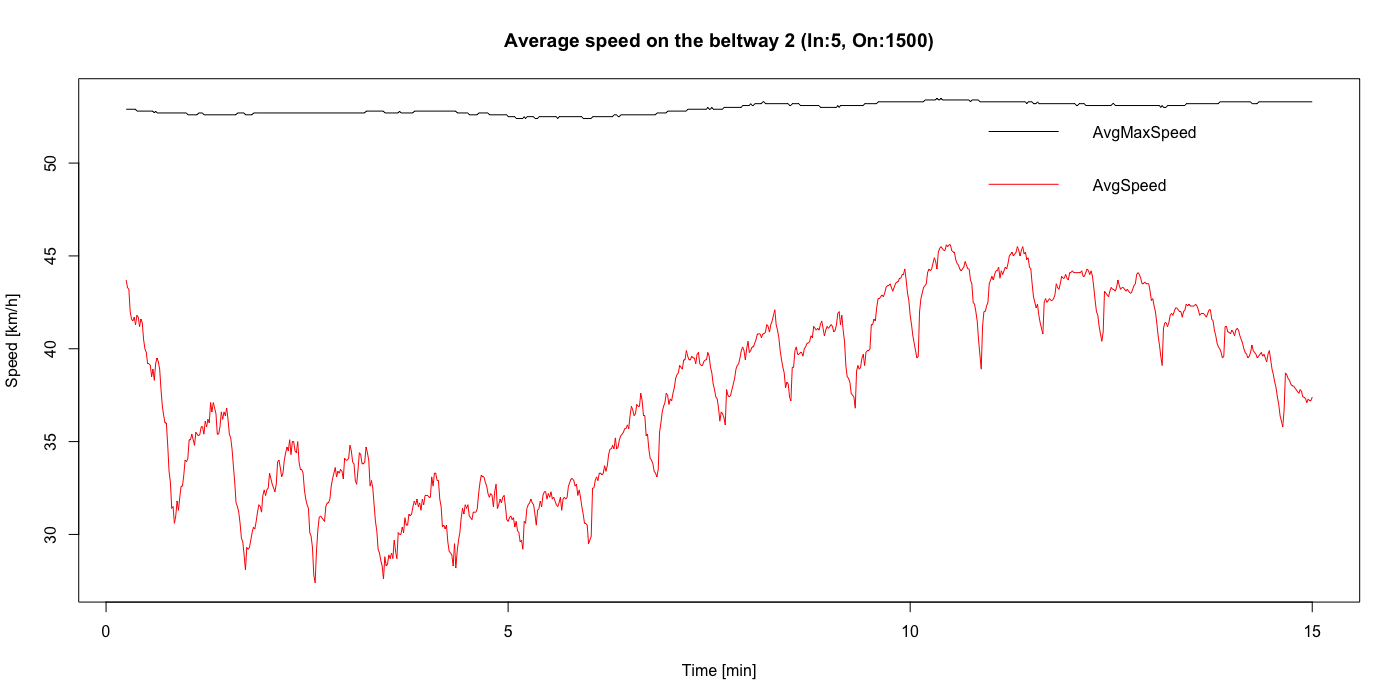 Average speed on the beltway 2 (In:5, On:1500)
Speed [km/h]
50
45
40
35
30
AvgMaxSpeed
AvgSpeed
0 5 10 15
Time [min]